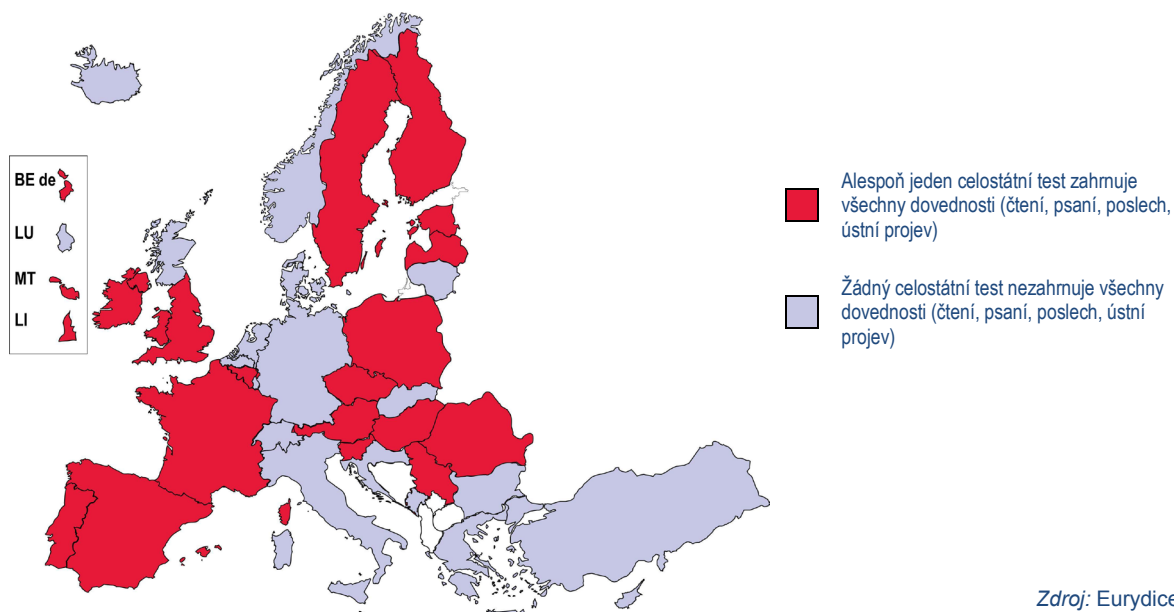 BE de
LU
MT
LI
Alespoň jeden celostátní test zahrnuje
všechny dovednosti (čtení, psaní, poslech,
ústní projev)
Žádný celostátní test nezahrnuje všechny
dovednosti (čtení, psaní, poslech, ústní
projev)
Zdroj: Eurydice